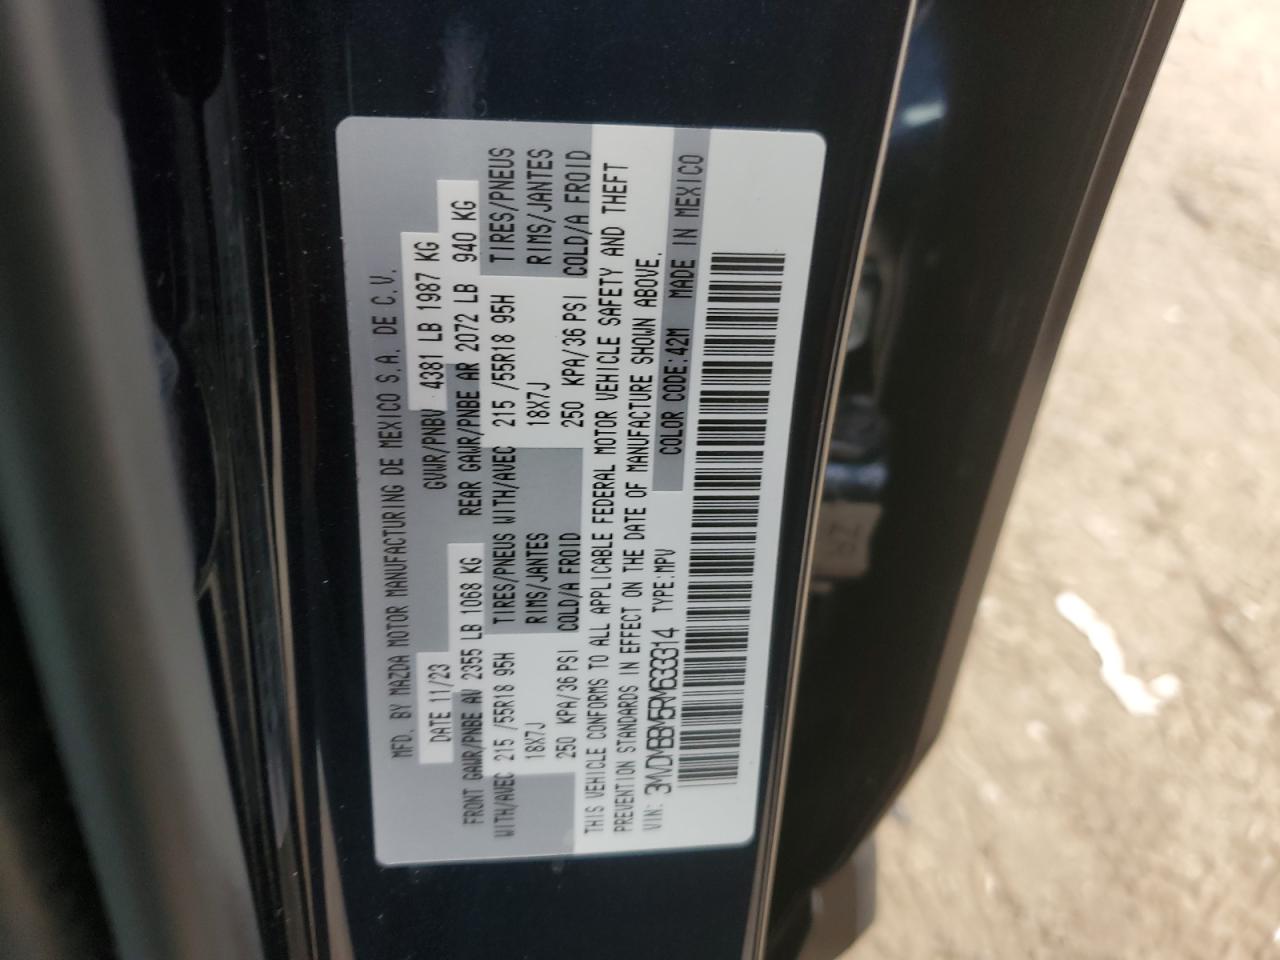 MFD. BY MAZDA MOTOR MANUFACTURING DE MEXICO S.A. DE C.V.
DATE 11/23 GVWR/PNBV 4381 LB 1987 KG
FRONT GAWR/PNBE AV 2355 LB 1068 KG REAR GAWR/PNBE AR 2072 LB 940 KG
WITH/AVEC 215 /55R18 95H TIRES/PNEUS WITH/AVEC 215 /55R18 95H TIRES/PNEUS
18X7J RIMS/JANTES 18X7J RIMS/JANTES
250 KPA/36 PSI COLD/A FROID 250 KPA/36 PSI COLD/A FROID
THIS VEHICLE CONFORMS TO ALL APPLICABLE FEDERAL MOTOR VEHICLE SAFETY AND THEFT
PREVENTION STANDARDS IN EFFECT ON THE DATE OF MANUFACTURE SHOWN ABOVE.
VIN: 3MVDMBBM5RM633314 TYPE:MPV COLOR CODE:42M MADE IN MEXICO